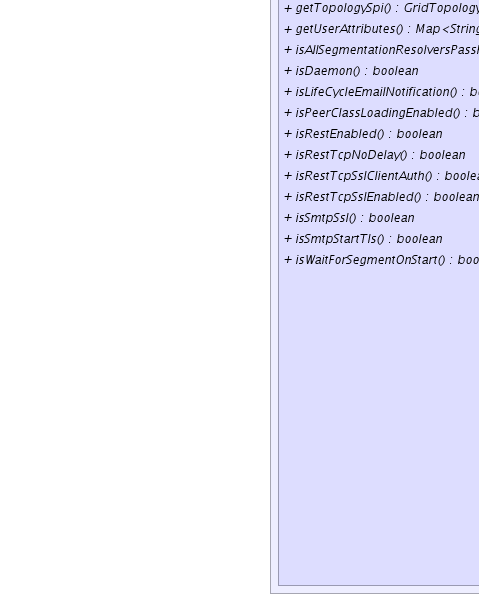 + getTopologySpi() : GridTopology
+ getUserAttributes() : Map<String
+ isAllSegmentationResolversPass
+ isDaemon() : boolean
+ isLifeCycleEmailNotification() : b
+ isPeerClassLoadingEnabled() : b
+ isRestEnabled() : boolean
+ isRestTcpNoDelay() : boolean
+ isRestTcpSslClientAuth() : boolea
+ isRestTcpSslEnabled() : boolean
+ isSmtpSsl() : boolean
+ isSmtpStartTls() : boolean
+ isWaitForSegmentOnStart() : boo